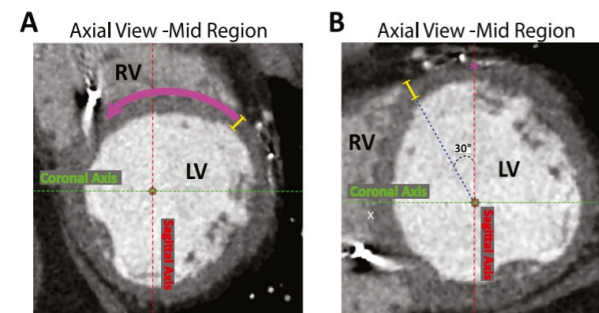 A
Axial View -Mid Region
RV
LV
Coronal Axis
Sagittal Axis
B
Axial View -Mid Region
RV
30°
LV
Coronal Axis
x
Sagittal Axis